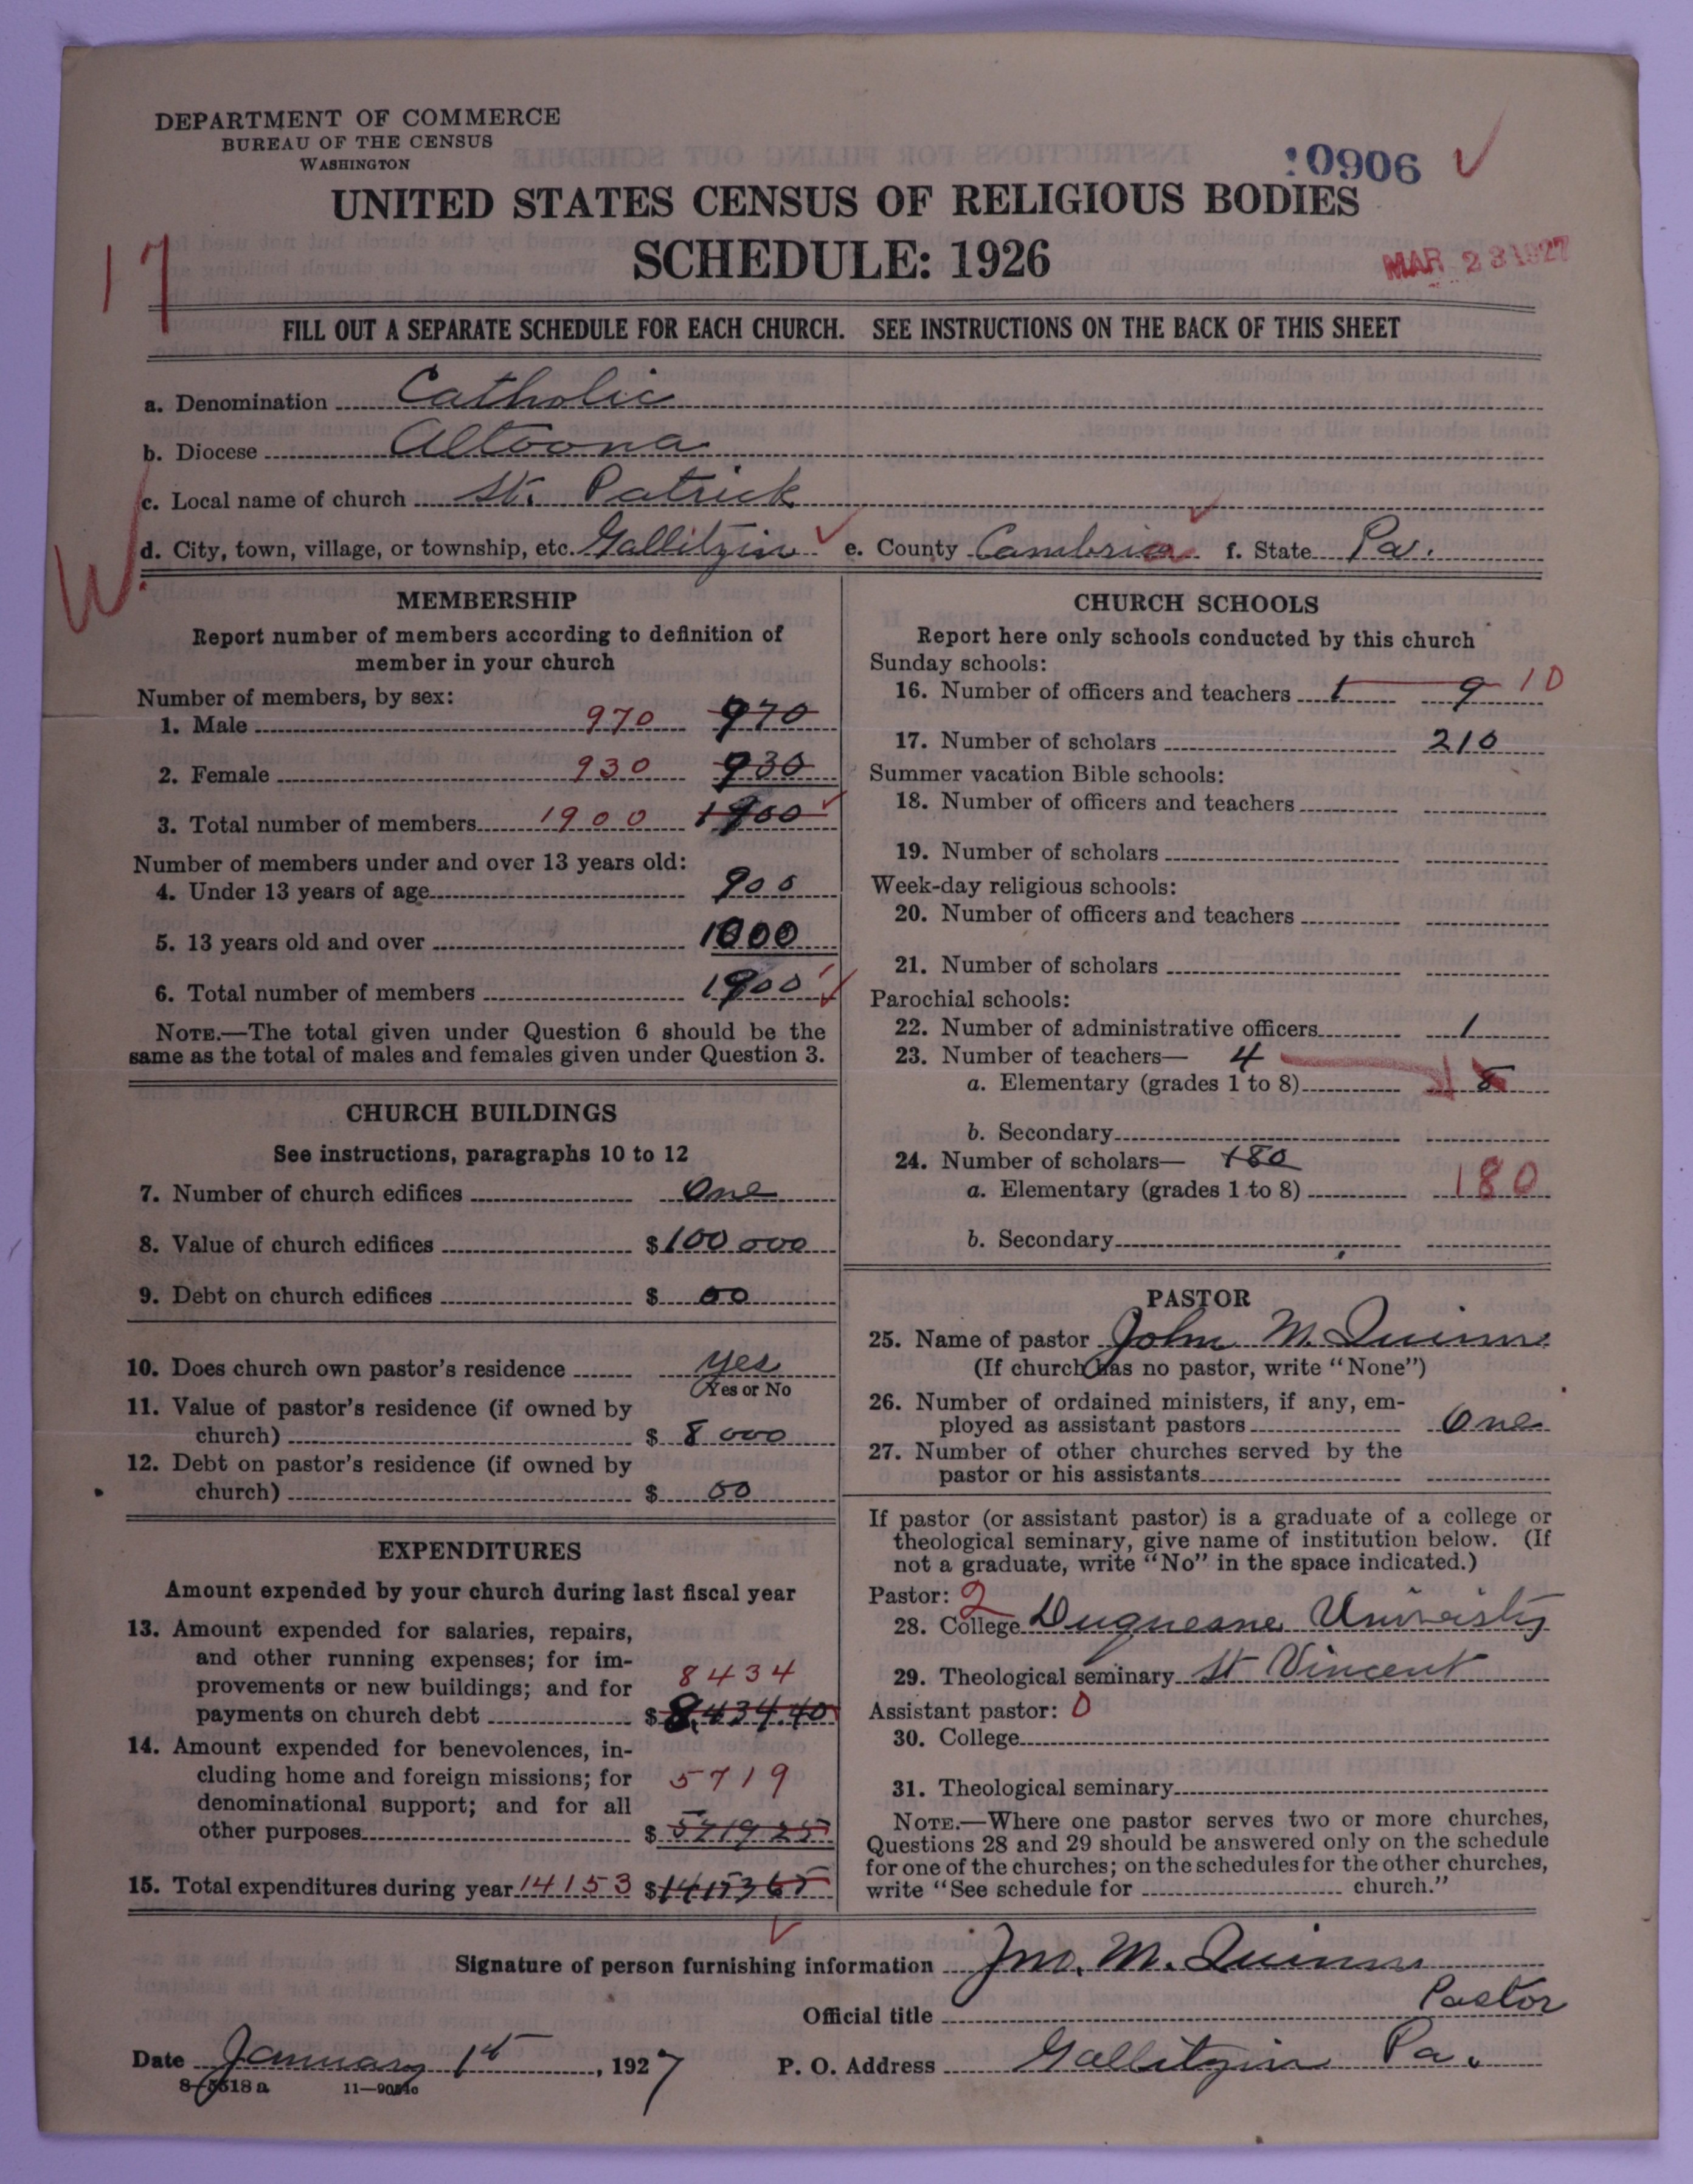 DEPARTMENT OF COMMERCE
BUREAU OF THE CENSUS
WASHINGTON
10906
UNITED STATES CENSUS OF RELIGIOUS BODIES
SCHEDULE: 1926
17
MAR 23 1927
FILL OUT A SEPARATE SCHEDULE FOR EACH CHURCH. SEE INSTRUCTIONS ON THE BACK OF THIS SHEET
a. Denomination Catholic
b. Diocese Altoona
c. Local name of church St. Patrick
d. City, town, village, or township, etc. Gallitzin e. County Cambria f. State Pa.
W
MEMBERSHIP
Report number of members according to definition of
member in your church
Number of members, by sex:
1. Male 970 970
2. Female 930 930
3. Total number of members 1900 1900
Number of members under and over 13 years old:
4. Under 13 years of age 900
5. 13 years old and over 1000
6. Total number of members 1900
NOTE.—The total given under Question 6 should be the
same as the total of males and females given under Question 3.
CHURCH BUILDINGS
See instructions, paragraphs 10 to 12
7. Number of church edifices One
8. Value of church edifices $100 000
9. Debt on church edifices $ 00
10. Does church own pastor's residence yes
Yes or No
11. Value of pastor's residence (if owned by
church) $ 8 000
12. Debt on pastor's residence (if owned by
church) $ 00
EXPENDITURES
Amount expended by your church during last fiscal year
13. Amount expended for salaries, repairs,
and other running expenses; for im-
provements or new buildings; and for 8434
payments on church debt $8,434.40
14. Amount expended for benevolences, in-
cluding home and foreign missions; for 5719
denominational support; and for all
other purposes $ 5719 25
15. Total expenditures during year 14153 $14153 65
CHURCH SCHOOLS
Report here only schools conducted by this church
Sunday schools:
16. Number of officers and teachers 1 9 10
17. Number of scholars 210
Summer vacation Bible schools:
18. Number of officers and teachers
19. Number of scholars
Week-day religious schools:
20. Number of officers and teachers
21. Number of scholars
Parochial schools:
22. Number of administrative officers 1
23. Number of teachers— 4
a. Elementary (grades 1 to 8)
b. Secondary
24. Number of scholars— 180
a. Elementary (grades 1 to 8) 180
b. Secondary
PASTOR
25. Name of pastor John M. Quinn
(If church has no pastor, write "None")
26. Number of ordained ministers, if any, em-
ployed as assistant pastors One
27. Number of other churches served by the
pastor or his assistants
If pastor (or assistant pastor) is a graduate of a college or
theological seminary, give name of institution below. (If
not a graduate, write "No" in the space indicated.)
Pastor: 2
28. College Duquesne University
29. Theological seminary St Vincent
Assistant pastor: 0
30. College
31. Theological seminary
NOTE.—Where one pastor serves two or more churches,
Questions 28 and 29 should be answered only on the schedule
for one of the churches; on the schedules for the other churches,
write "See schedule for church."
Signature of person furnishing information Jno. M. Quinn
Official title Pastor
Date January 1st, 1927 P. O. Address Gallitzin Pa.
8-5518 a 11—9051c